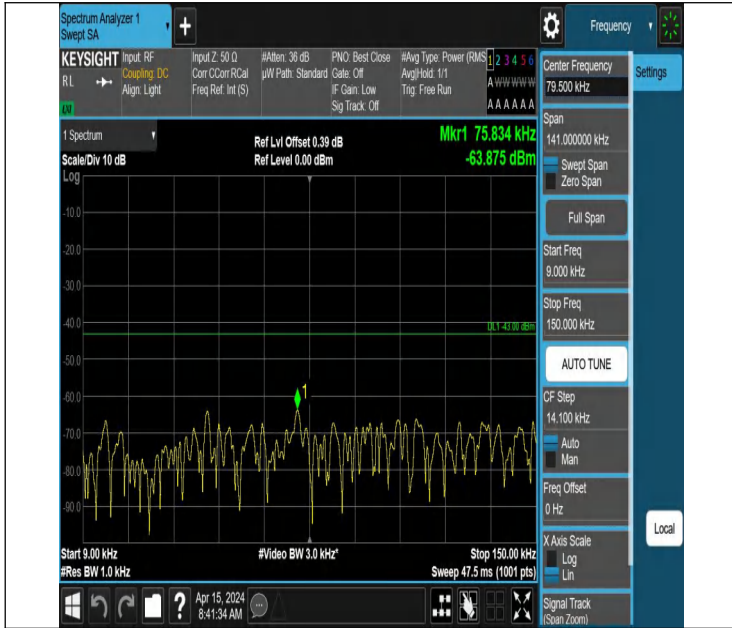 Spectrum Analyzer 1
Swept SA
+
Frequency
KEYSIGHT
RL
LXI
Input: RF
Coupling: DC
Align: Light
Input Z: 50 Ω
Corr CCorr RCal
Freq Ref: Int (S)
#Atten: 36 dB
µW Path: Standard
PNO: Best Close
Gate: Off
IF Gain: Low
Sig Track: Off
#Avg Type: Power (RMS
Avg|Hold: 1/1
Trig: Free Run
1 2 3 4 5 6
A W W W W W
A A A A A A
Center Frequency
79.500 kHz
Settings
Span
141.000000 kHz
Swept Span
Zero Span
Full Span
Start Freq
9.000 kHz
Stop Freq
150.000 kHz
AUTO TUNE
CF Step
14.100 kHz
Auto
Man
Freq Offset
0 Hz
X Axis Scale
Log
Lin
Signal Track
(Span Zoom)
Local
1 Spectrum
Scale/Div 10 dB
Ref Lvl Offset 0.39 dB
Ref Level 0.00 dBm
Mkr1 75.834 kHz
-63.875 dBm
Log
-10.0
-20.0
-30.0
-40.0
DL1 -43.00 dBm
-50.0
-60.0
1
-70.0
-80.0
-90.0
Start 9.00 kHz
#Video BW 3.0 kHz*
Stop 150.00 kHz
#Res BW 1.0 kHz
Sweep 47.5 ms (1001 pts)
?
Apr 15, 2024
8:41:34 AM